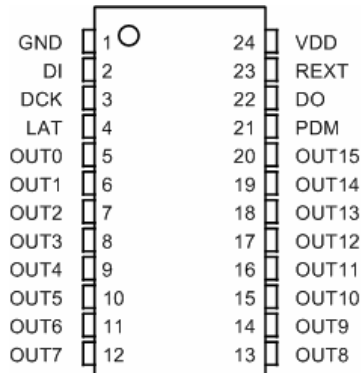 GND 1 24 VDD
DI 2 23 REXT
DCK 3 22 DO
LAT 4 21 PDM
OUT0 5 20 OUT15
OUT1 6 19 OUT14
OUT2 7 18 OUT13
OUT3 8 17 OUT12
OUT4 9 16 OUT11
OUT5 10 15 OUT10
OUT6 11 14 OUT9
OUT7 12 13 OUT8